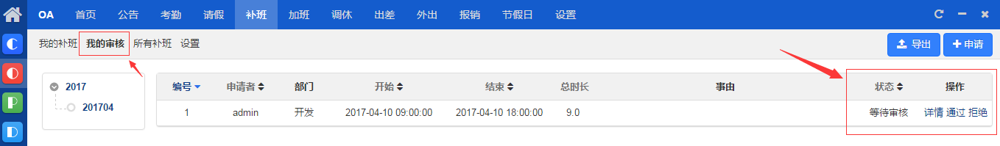 OA 首页 公告 考勤 请假 补班 加班 调休 出差 外出 报销 节假日 设置
我的补班 我的审核 所有补班 设置 导出 申请
2017
201704
编号 申请者 部门 开始 结束 总时长 事由 状态 操作
1 admin 开发 2017-04-10 09:00:00 2017-04-10 18:00:00 9.0 等待审核 详情 通过 拒绝